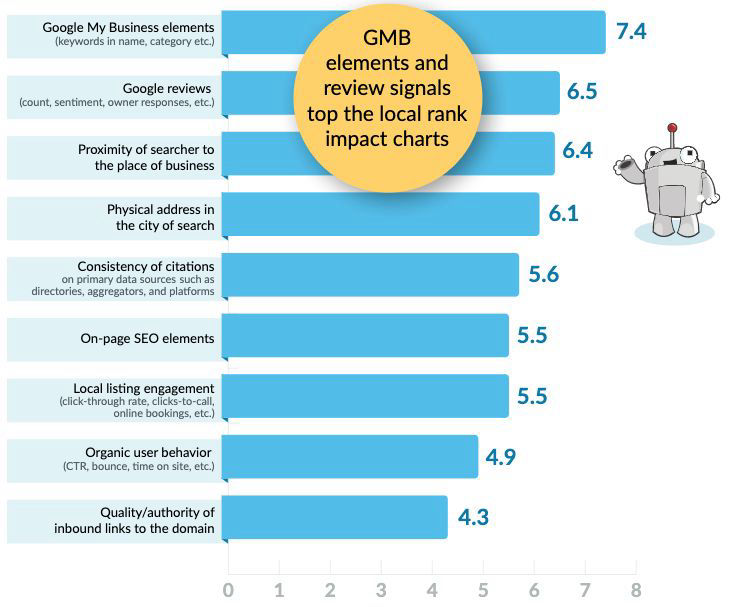 Google My Business elements
(keywords in name, category etc.)
7.4
GMB
elements and
review signals
top the local rank
impact charts
Google reviews
(count, sentiment, owner responses, etc.)
6.5
Proximity of searcher to
the place of business
6.4
Physical address in
the city of search
6.1
Consistency of citations
on primary data sources such as
directories, aggregators, and platforms
5.6
On-page SEO elements
5.5
Local listing engagement
(click-through rate, clicks-to-call,
online bookings, etc.)
5.5
Organic user behavior
(CTR, bounce, time on site, etc.)
4.9
Quality/authority of
inbound links to the domain
4.3
0 1 2 3 4 5 6 7 8